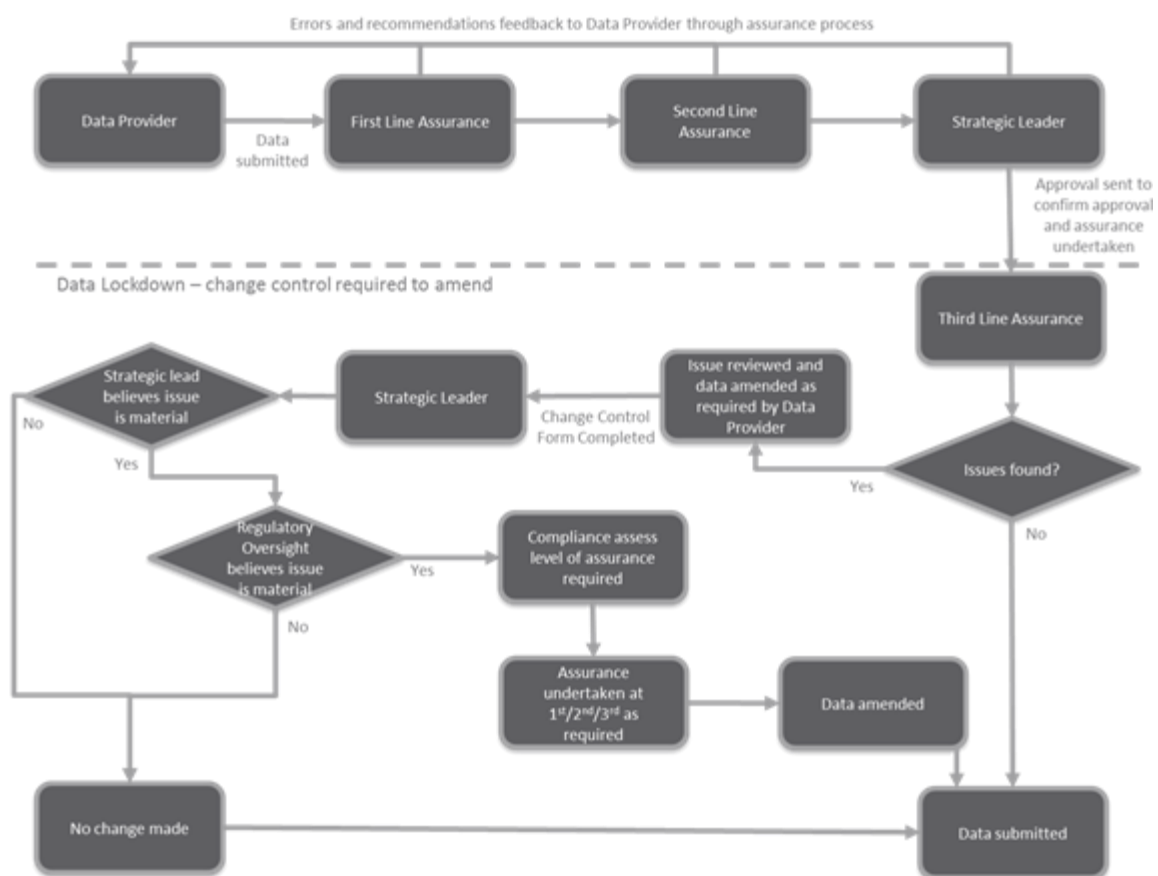 Errors and recommendations feedback to Data Provider through assurance process
Data Provider
Data
submitted
First Line Assurance
Second Line
Assurance
Strategic Leader
Approval sent to
confirm approval
and assurance
undertaken
Data Lockdown – change control required to amend
Third Line Assurance
Strategic lead
believes issue
is material
No
Yes
Strategic Leader
Change Control
Form Completed
Issue reviewed and
data amended as
required by Data
Provider
Issues found?
Yes
No
Regulatory
Oversight
believes issue
is material
Yes
No
Compliance assess
level of assurance
required
Assurance
undertaken at
1st/2nd/3rd as
required
Data amended
No change made
Data submitted